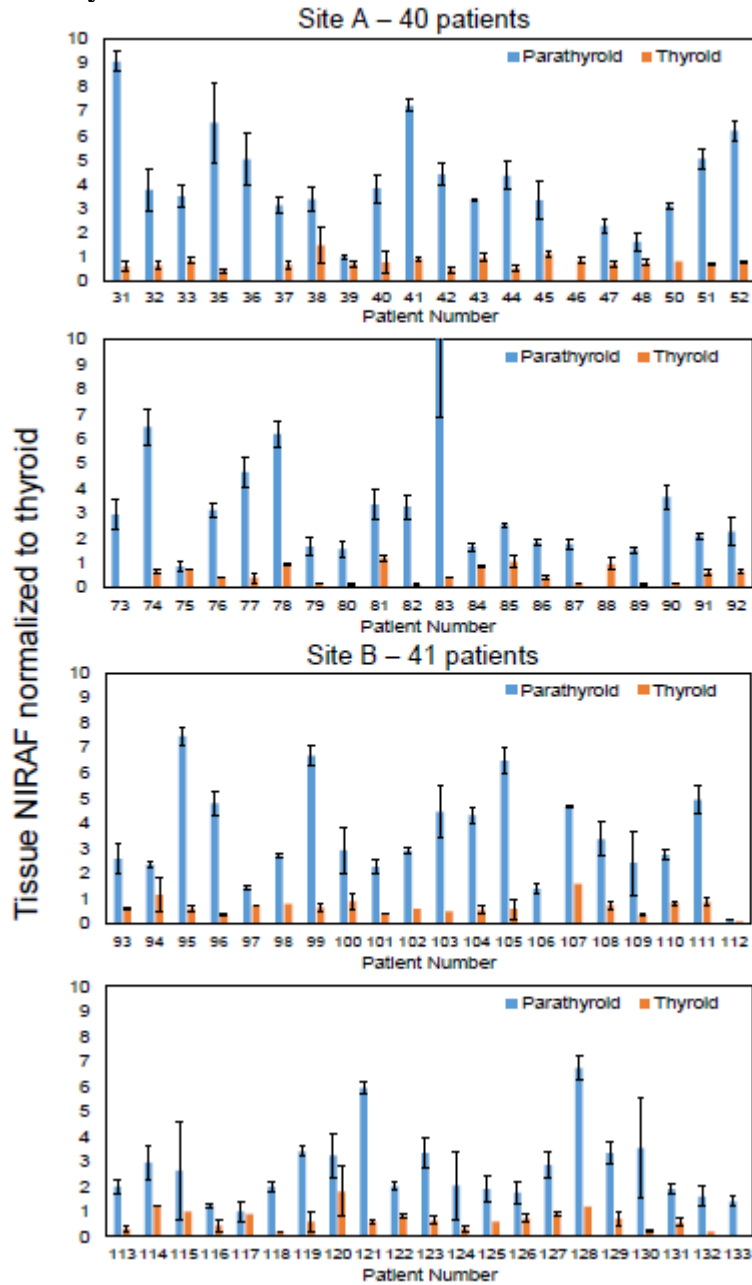 Site A – 40 patients
Tissue NIRAF normalized to thyroid
10
9
8
7
6
5
4
3
2
1
0
Parathyroid Thyroid
31 32 33 35 36 37 38 39 40 41 42 43 44 45 46 47 48 50 51 52
Patient Number
10
9
8
7
6
5
4
3
2
1
0
Parathyroid Thyroid
73 74 75 76 77 78 79 80 81 82 83 84 85 86 87 88 89 90 91 92
Patient Number
Site B – 41 patients
10
9
8
7
6
5
4
3
2
1
0
Parathyroid Thyroid
93 94 95 96 97 98 99 100 101 102 103 104 105 106 107 108 109 110 111 112
Patient Number
10
9
8
7
6
5
4
3
2
1
0
Parathyroid Thyroid
113 114 115 116 117 118 119 120 121 122 123 124 125 126 127 128 129 130 131 132 133
Patient Number